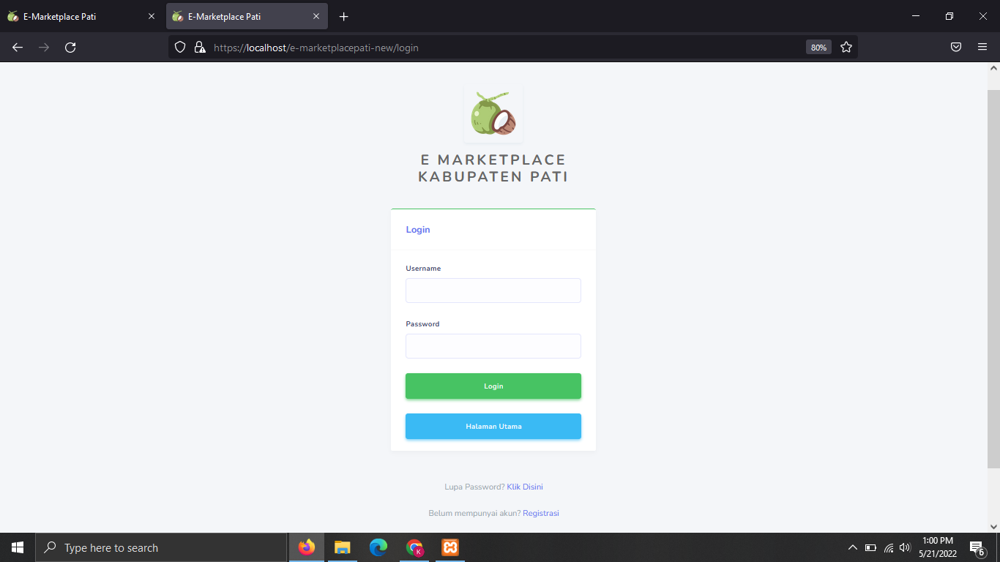 E-Marketplace Pati
E-Marketplace Pati
https://localhost/e-marketplacepati-new/login
80%
E MARKETPLACE
KABUPATEN PATI
Login
Username
Password
Login
Halaman Utama
Lupa Password? Klik Disini
Belum mempunyai akun? Registrasi
Type here to search
K
1:00 PM
5/21/2022
6